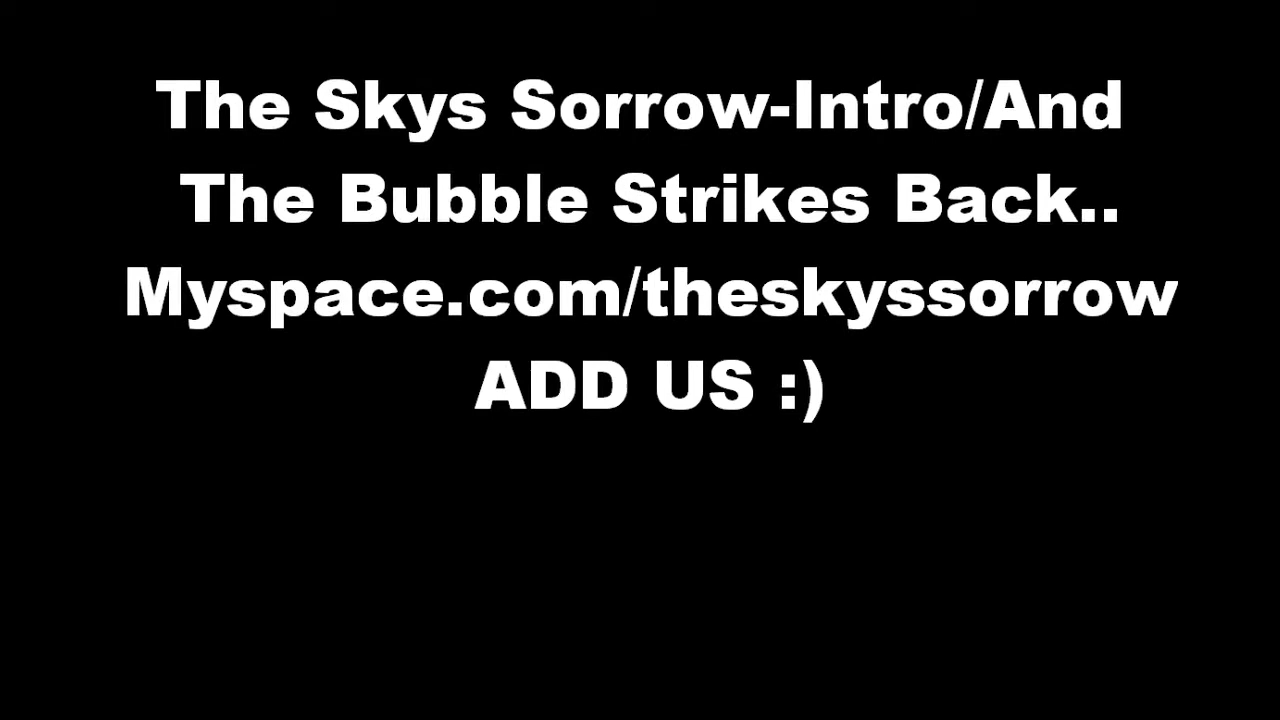 The Skys Sorrow-Intro/And
The Bubble Strikes Back..
Myspace.com/theskyssorrow
ADD US :)